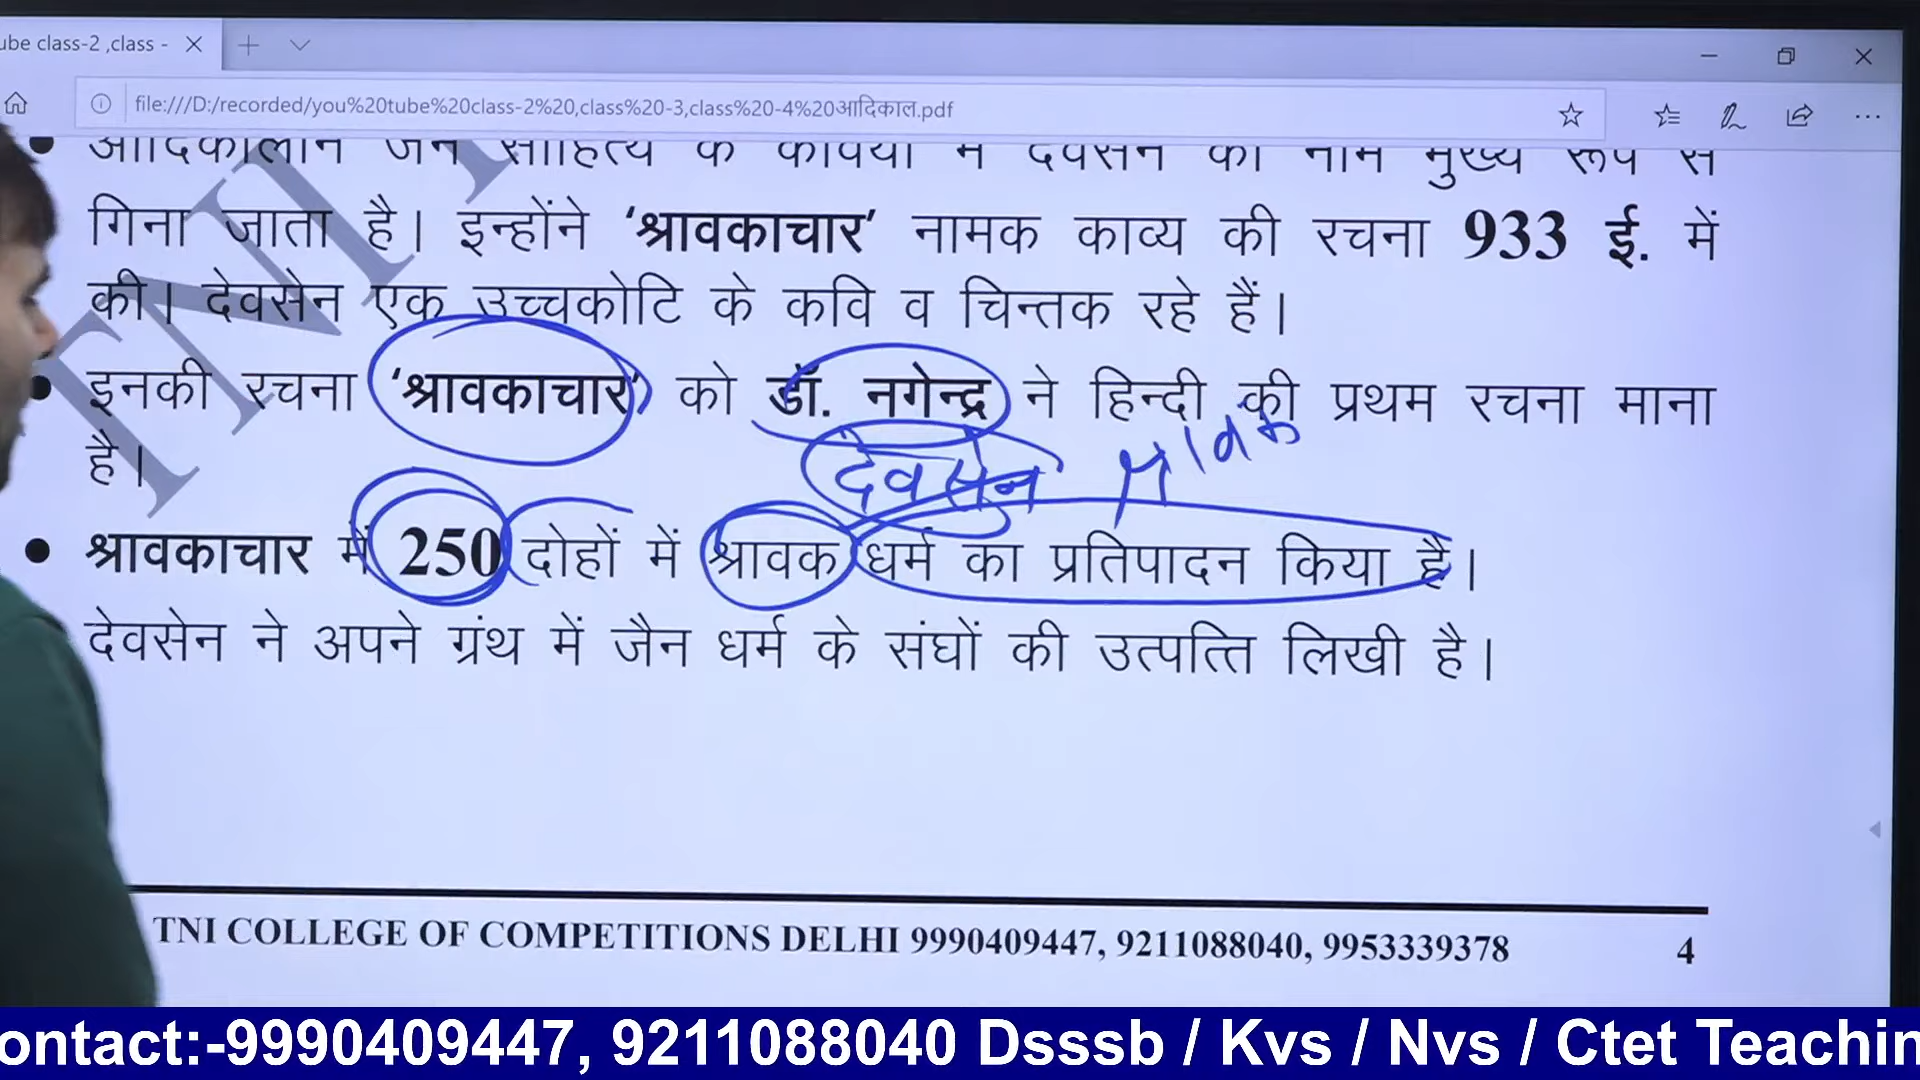 ube class-2 ,class -
file:///D:/recorded/you%20tube%20class-2%20,class%20-3,class%20-4%20आदिकाल.pdf
आदिकालीन जैन साहित्य के कवियों में देवसेन का नाम मुख्य रूप से
गिना जाता है। इन्होंने ‘श्रावकाचार’ नामक काव्य की रचना 933 ई. में
की। देवसेन एक उच्चकोटि के कवि व चिन्तक रहे हैं।
इनकी रचना ‘श्रावकाचार’ को डॉ. नगेन्द्र ने हिन्दी की प्रथम रचना माना
है।
देवसेन
• श्रावकाचार में 250 दोहों में श्रावक धर्म का प्रतिपादन किया है।
देवसेन ने अपने ग्रंथ में जैन धर्म के संघों की उत्पत्ति लिखी है।
TNI COLLEGE OF COMPETITIONS DELHI 9990409447, 9211088040, 9953339378 4
ontact:-9990409447, 9211088040 Dsssb / Kvs / Nvs / Ctet Teachin